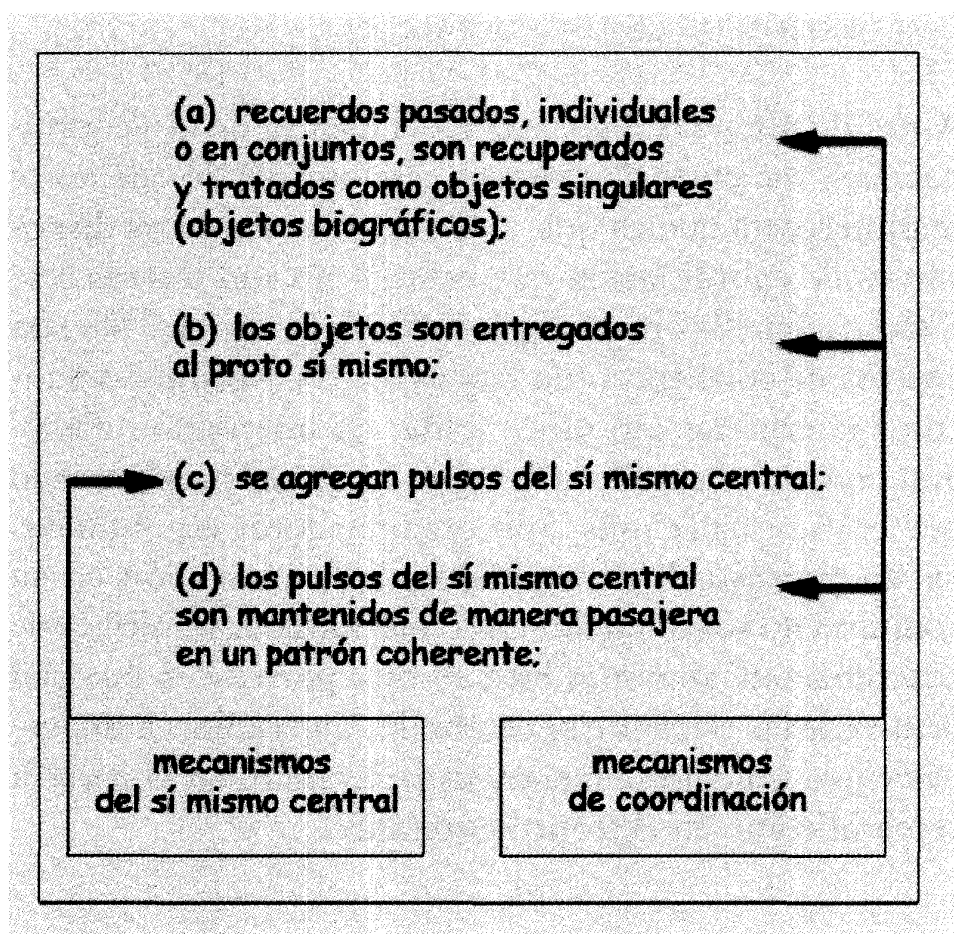 (a) recuerdos pasados, individuales
o en conjuntos, son recuperados
y tratados como objetos singulares
(objetos biográficos);
(b) los objetos son entregados
al proto sí mismo;
(c) se agregan pulsos del sí mismo central;
(d) los pulsos del sí mismo central
son mantenidos de manera pasajera
en un patrón coherente;
mecanismos
del sí mismo central
mecanismos
de coordinación